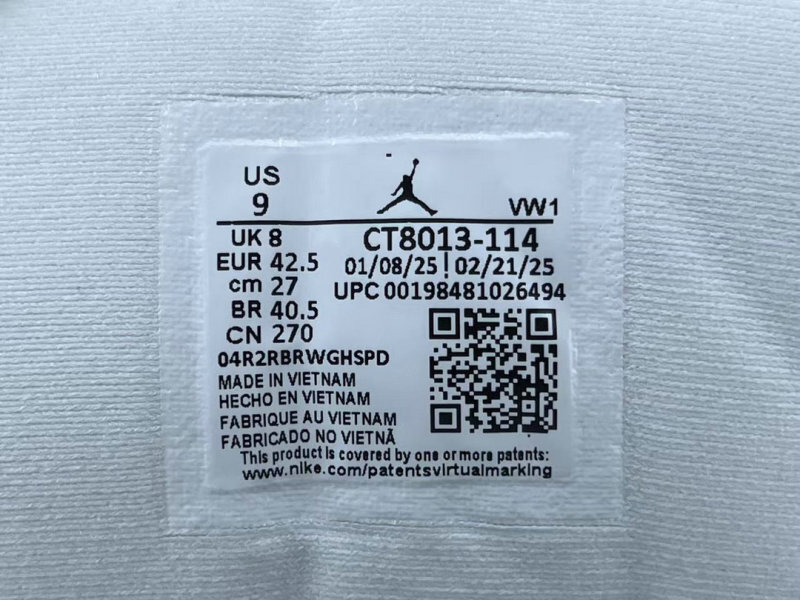 US
9
VW1
UK 8
CT8013-114
EUR 42.5
01/08/25 | 02/21/25
cm 27
UPC 00198481026494
BR 40.5
CN 270
04R2RBRWGHSPD
MADE IN VIETNAM
HECHO EN VIETNAM
FABRIQUE AU VIETNAM
FABRICADO NO VIETNÃ
This product is covered by one or more patents:
www.nike.com/patentsvirtualmarking